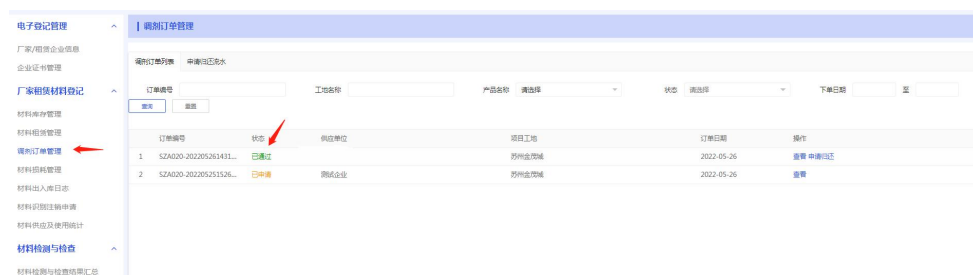 电子登记管理
厂家/租赁企业信息
企业证书管理
厂家租赁材料登记
材料库存管理
材料租赁管理
调剂订单管理
材料损耗管理
材料出入库日志
材料识别注销申请
材料供应及使用统计
材料检测与检查
材料检测与检查结果汇总
调剂订单管理
调剂订单列表 申请归还流水
订单编号 工地名称 产品名称 请选择 状态 请选择 下单日期 至
查询 重置
订单编号 状态 供应单位 项目工地 订单日期 操作
1 SZA020-202205261431... 已通过 苏州金茂城 2022-05-26 查看 申请归还
2 SZA020-202205251526... 已申请 测试企业 苏州金茂城 2022-05-26 查看